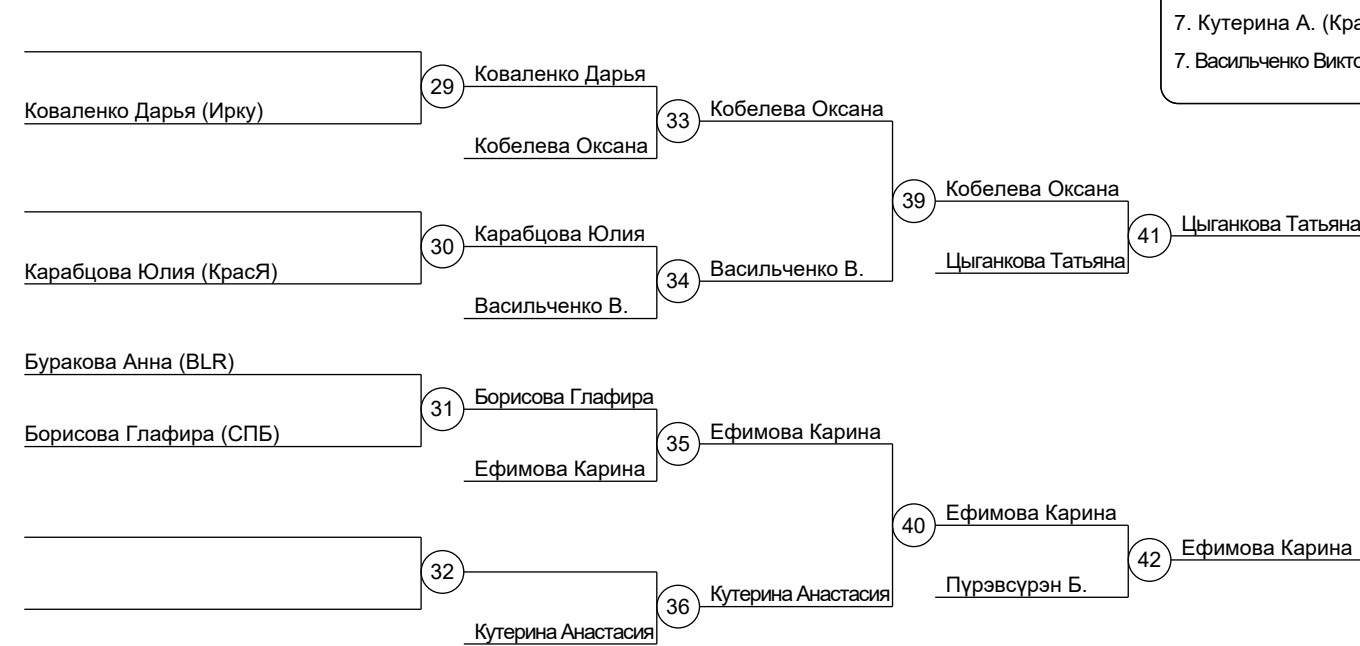 7. Кутерина А. (Кра
7. Васильченко Викто
29
Коваленко Дарья
Коваленко Дарья (Ирку)
33
Кобелева Оксана
Кобелева Оксана
39
Кобелева Оксана
30
Карабцова Юлия
Карабцова Юлия (КрасЯ)
34
Васильченко В.
Васильченко В.
Цыганкова Татьяна
41
Цыганкова Татьяна
Буракова Анна (BLR)
31
Борисова Глафира
Борисова Глафира (СПБ)
35
Ефимова Карина
Ефимова Карина
40
Ефимова Карина
32
36
Кутерина Анастасия
Кутерина Анастасия
Пүрэвсүрэн Б.
42
Ефимова Карина